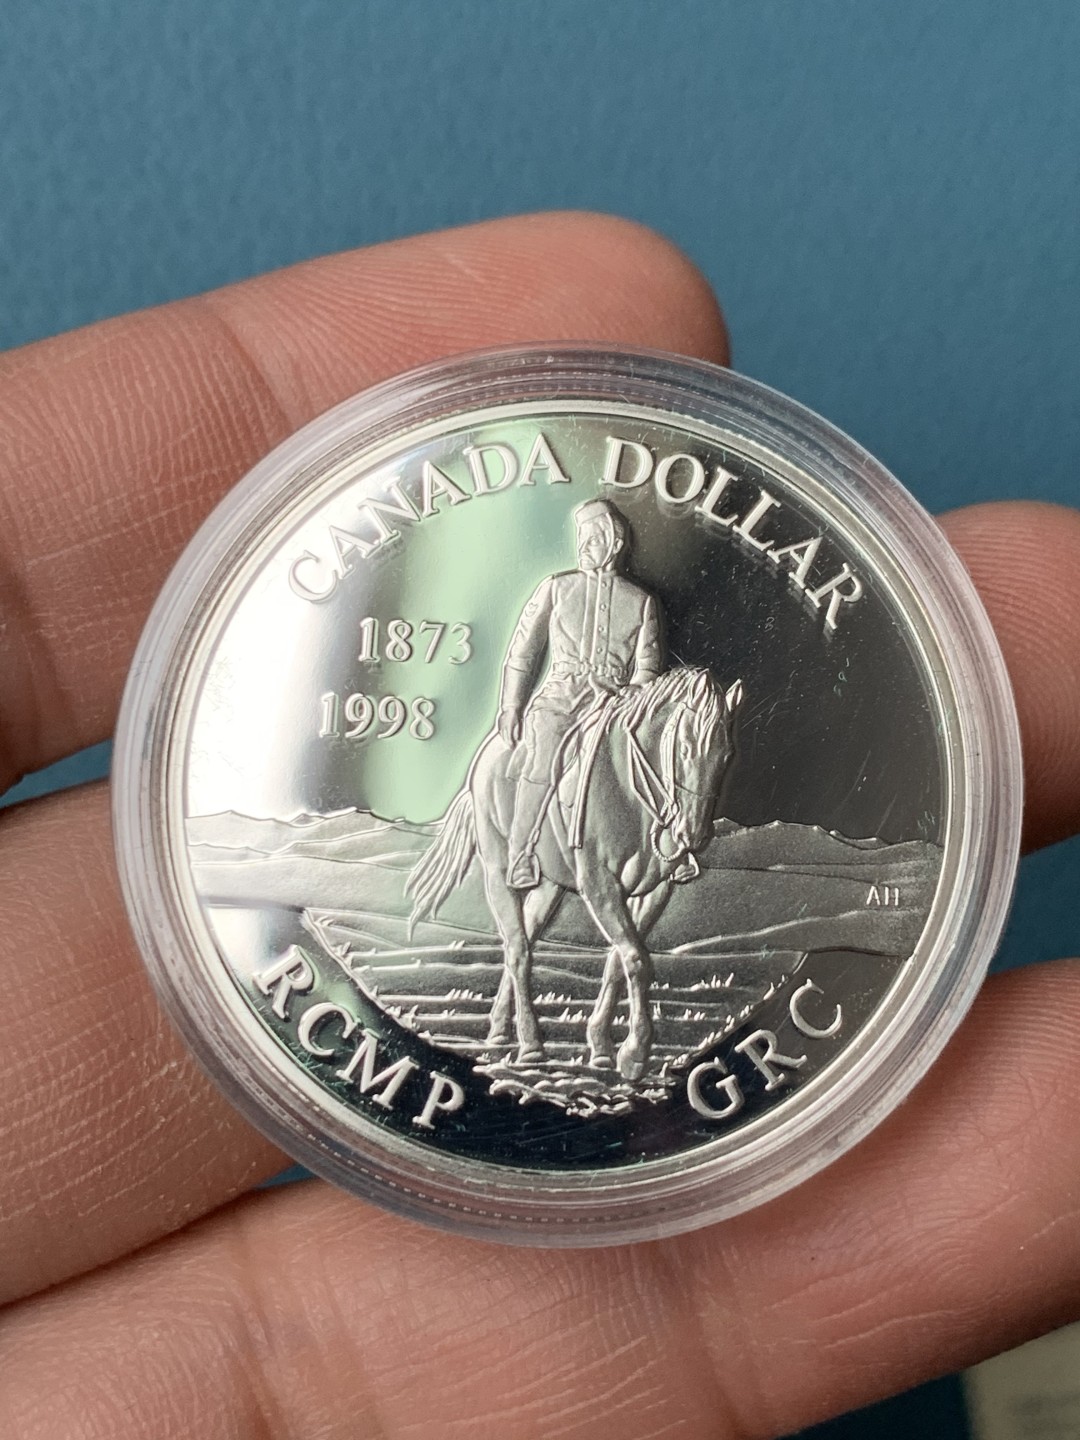 CANADA DOLLAR
1873
1998
AH
RCMP GRC